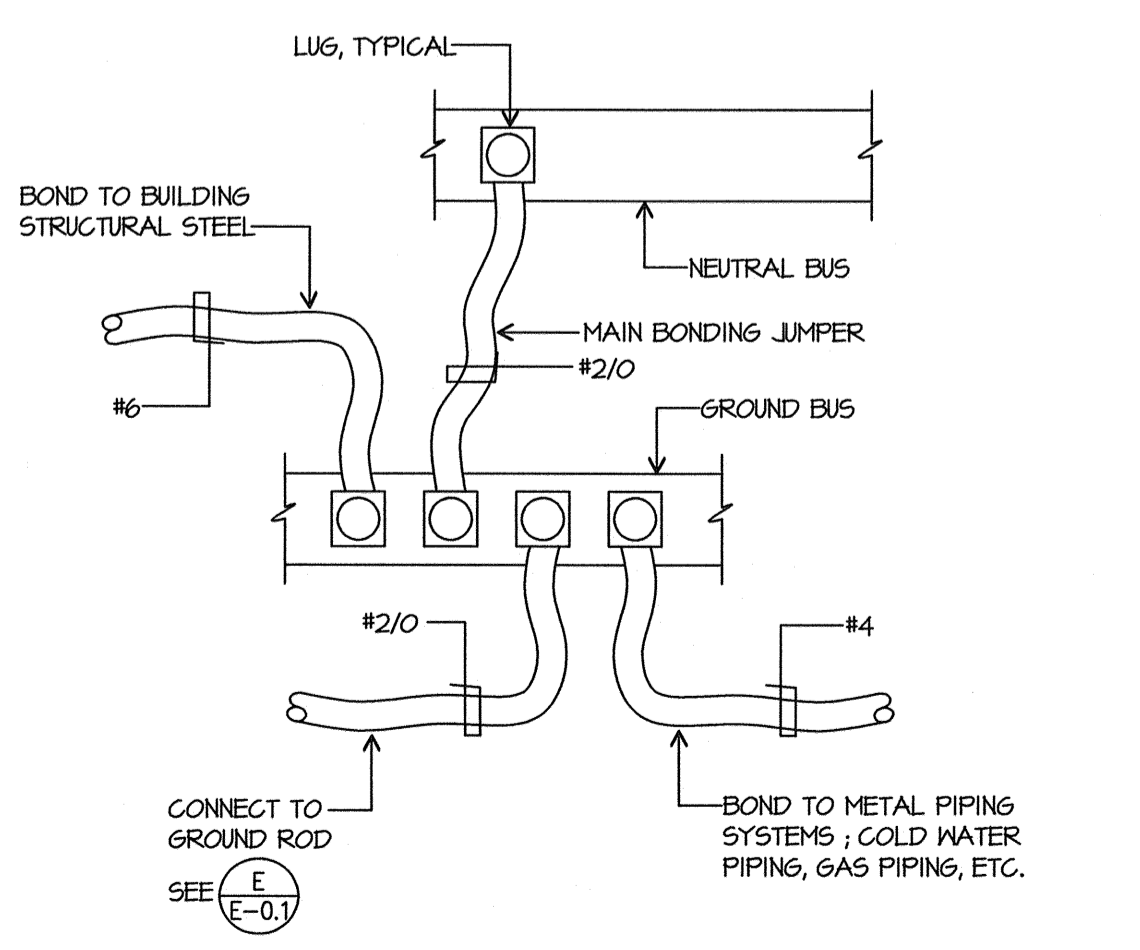 LUG, TYPICAL
BOND TO BUILDING
STRUCTURAL STEEL
NEUTRAL BUS
MAIN BONDING JUMPER
#2/0
#6
GROUND BUS
#2/0
#4
CONNECT TO
GROUND ROD
SEE E
E-0.1
BOND TO METAL PIPING
SYSTEMS ; COLD WATER
PIPING, GAS PIPING, ETC.